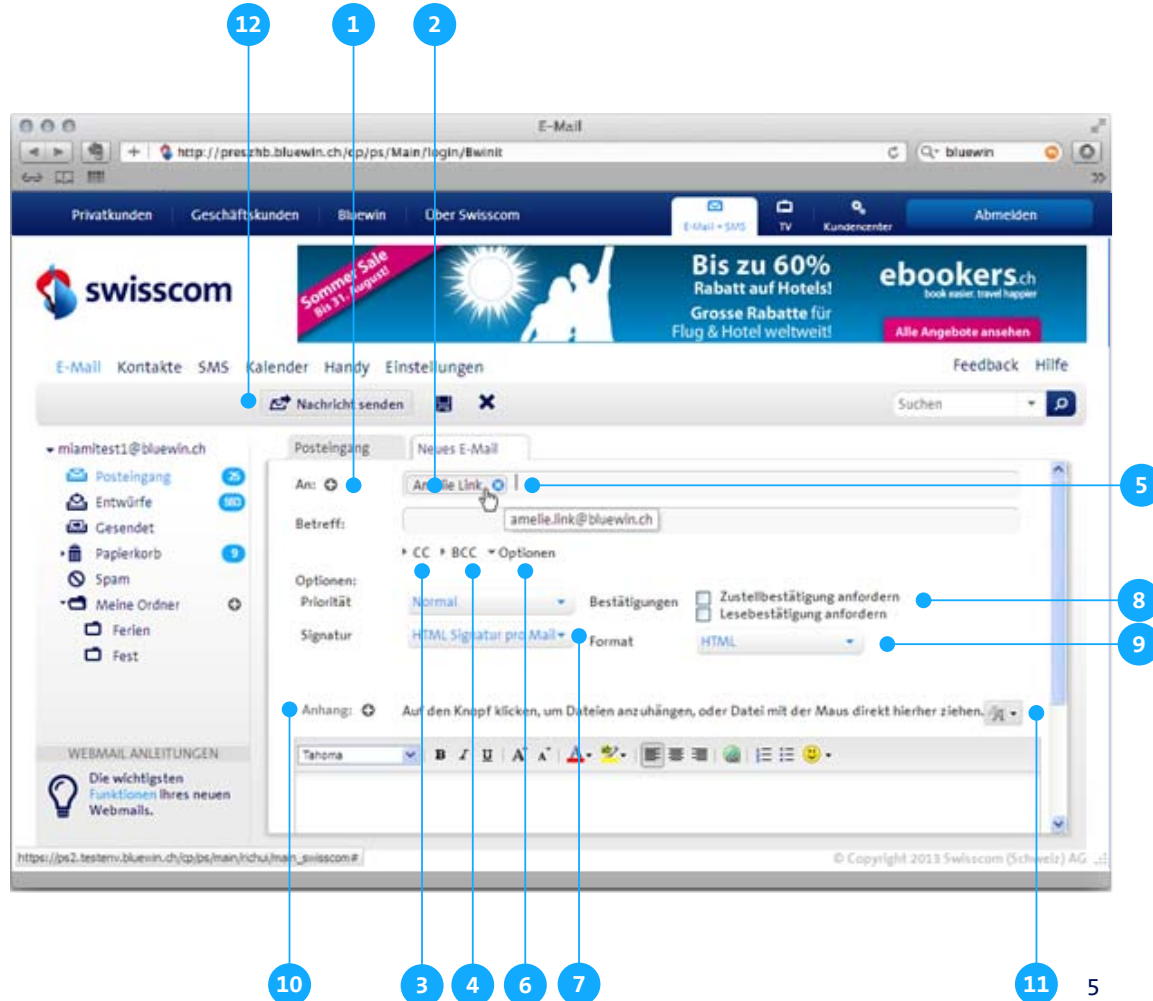 12 1 2
E-Mail
http://preszhb.bluewin.ch/cp/ps/Main/login/Bwinit
bluewin
Privatkunden Geschäftskunden Bluewin Über Swisscom E-Mail + SMS TV Kundencenter Abmelden
swisscom
Sommer Sale
Bis 31. August!
Bis zu 60%
Rabatt auf Hotels!
Grosse Rabatte für
Flug & Hotel weltweit!
ebookers.ch
book easier. travel happier
Alle Angebote ansehen
E-Mail Kontakte SMS Kalender Handy Einstellungen Feedback Hilfe
Nachricht senden Suchen
miamitest1@bluewin.ch
Posteingang 25
Entwürfe
Gesendet
Papierkorb 9
Spam
Meine Ordner
Ferien
Fest
WEBMAIL ANLEITUNGEN
Die wichtigsten
Funktionen Ihres neuen
Webmails.
Posteingang Neues E-Mail
An: Amelie Link 5
amelie.link@bluewin.ch
Betreff:
CC BCC Optionen
Optionen:
Priorität Normal Bestätigungen Zustellbestätigung anfordern 8
Lesebestätigung anfordern
Signatur HTML Signatur pro Mail Format HTML 9
Anhang: Auf den Knopf klicken, um Dateien anzuhängen, oder Datei mit der Maus direkt hierher ziehen.
Tahoma B I U A A A
https://ps2.testenv.bluewin.ch/cp/ps/main/richui/main_swisscom#
© Copyright 2013 Swisscom (Schweiz) AG
10 3 4 6 7 11 5